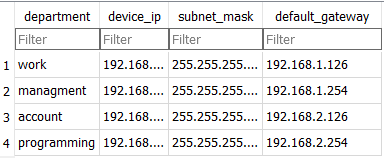 department device_ip subnet_mask default_gateway
Filter Filter Filter Filter
1 work 192.168.... 255.255.255.... 192.168.1.126
2 managment 192.168.... 255.255.255.... 192.168.1.254
3 account 192.168.... 255.255.255.... 192.168.2.126
4 programming 192.168.... 255.255.255.... 192.168.2.254